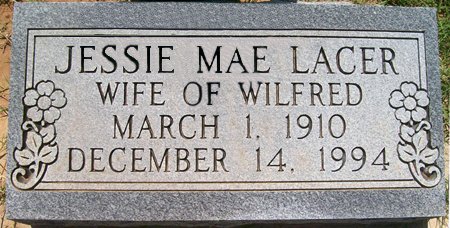 JESSIE MAE LACER
WIFE OF WILFRED
MARCH 1, 1910
DECEMBER 14, 1994